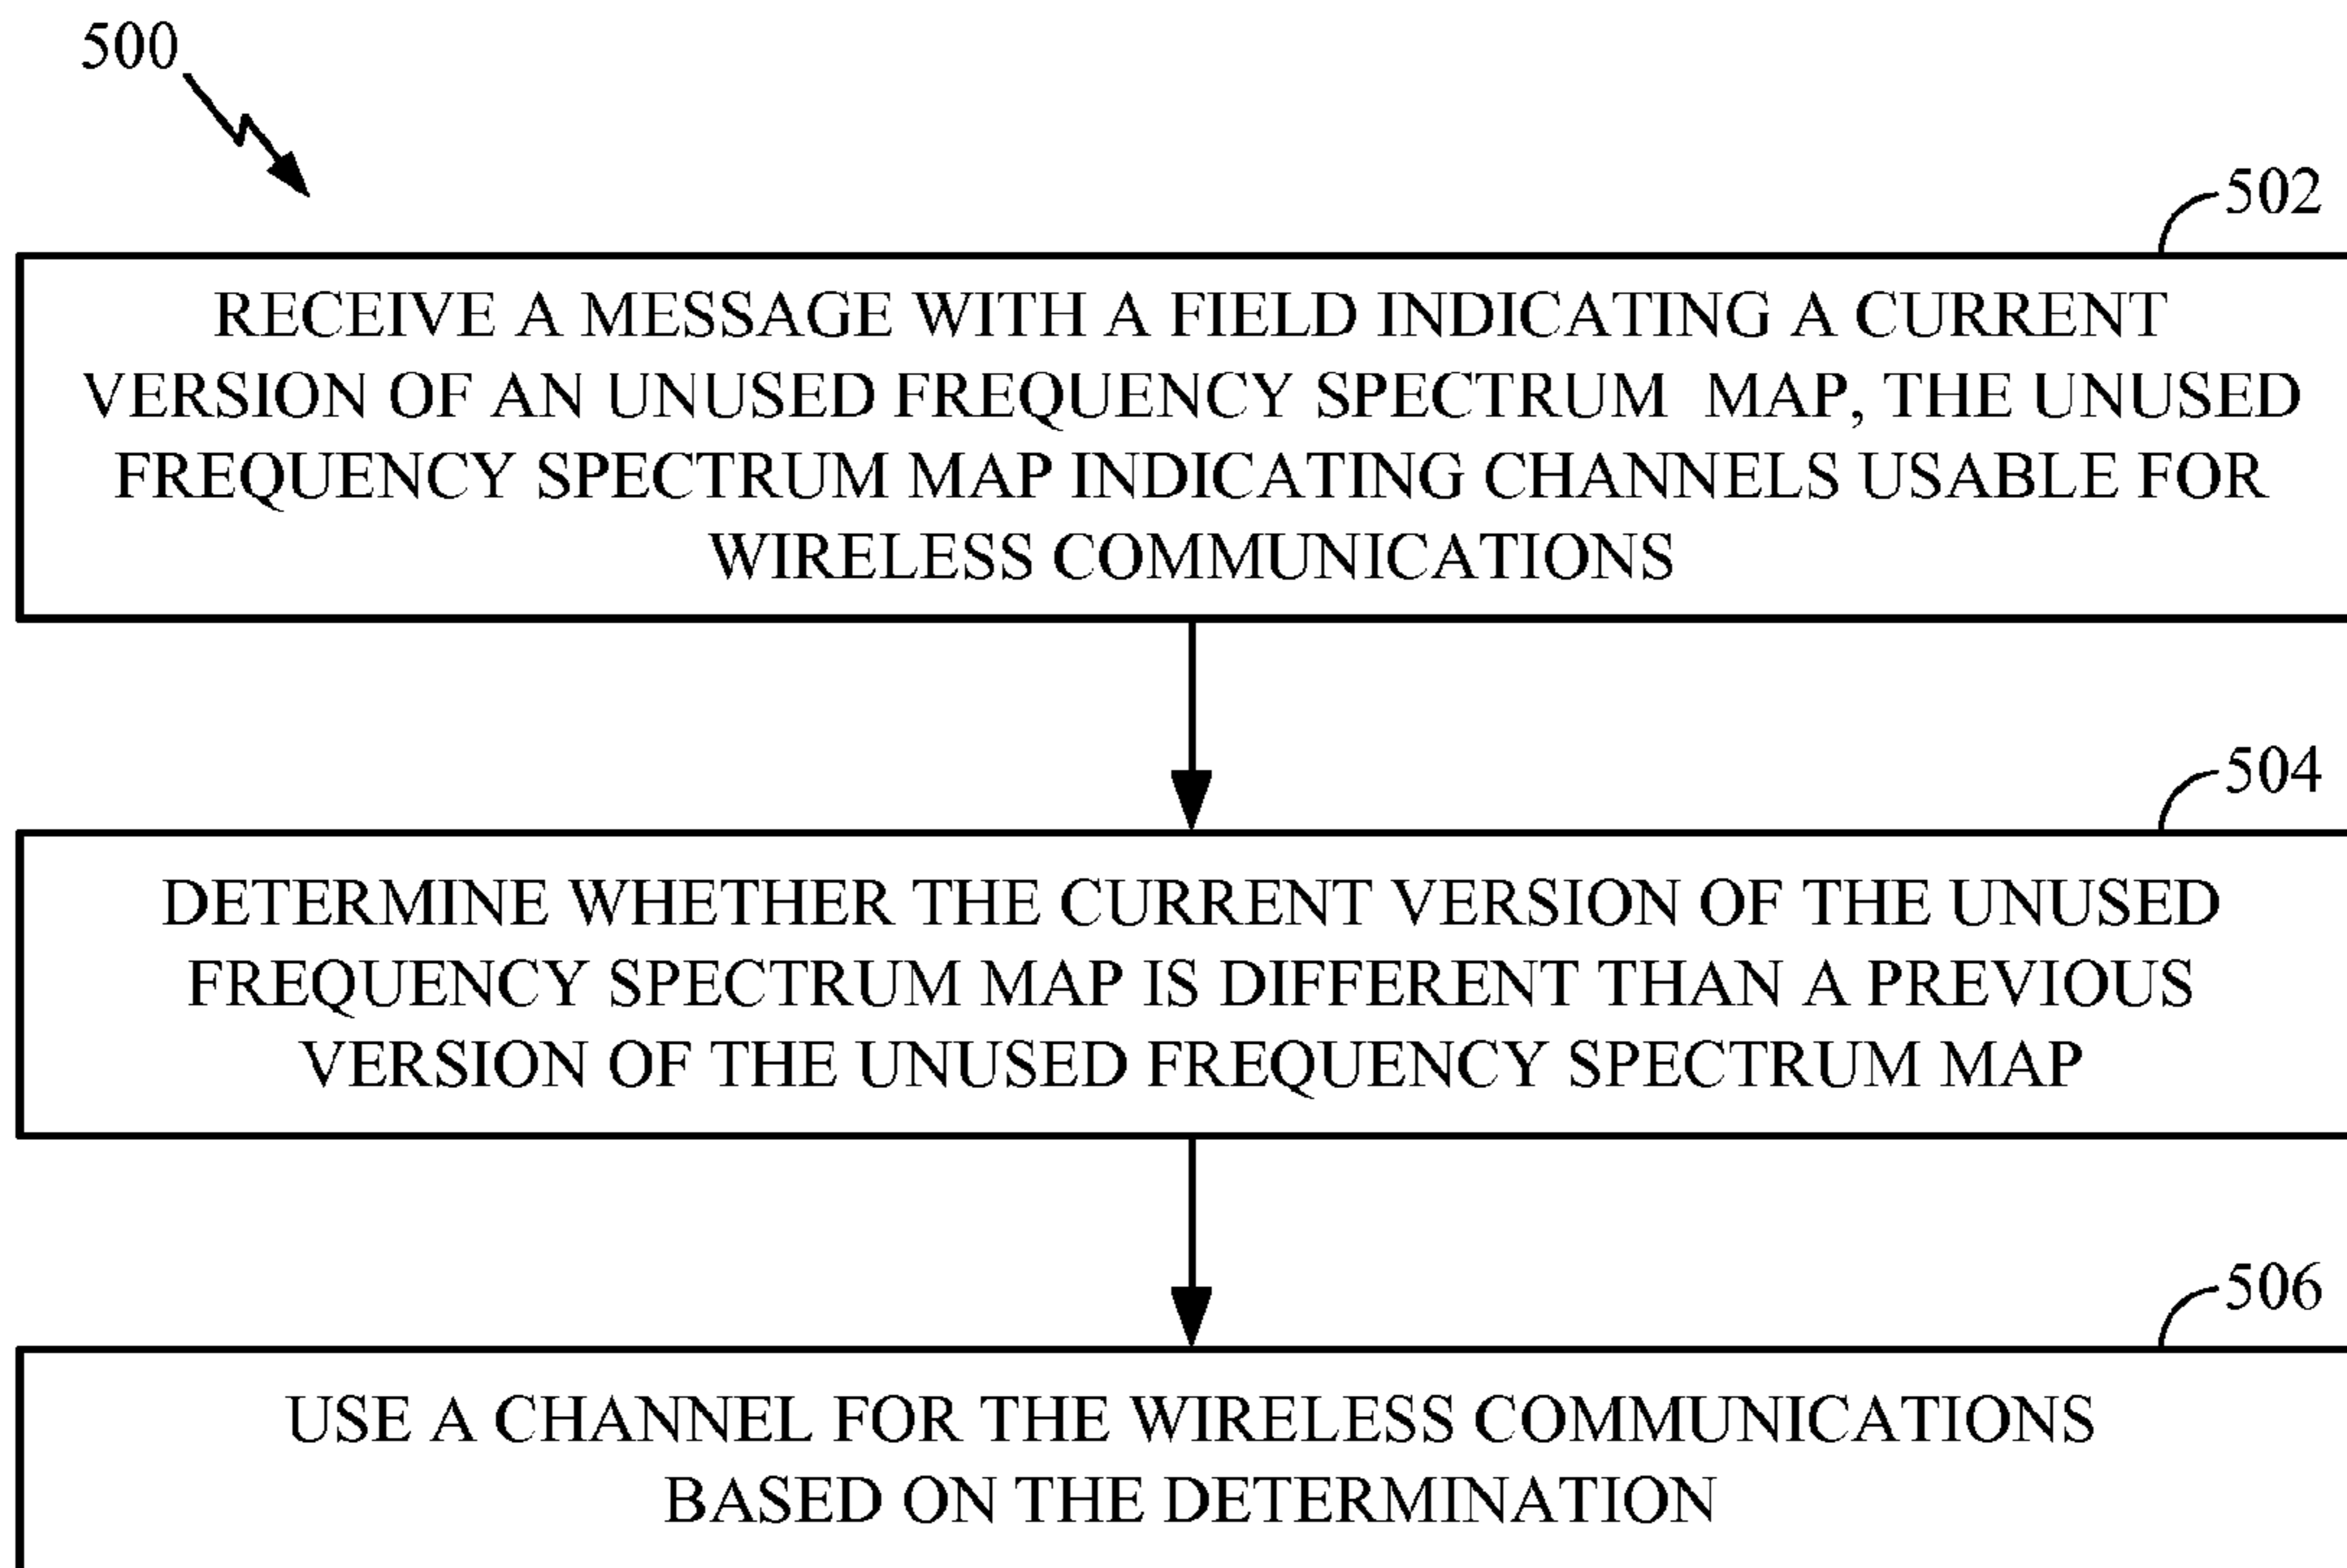 500
502
RECEIVE A MESSAGE WITH A FIELD INDICATING A CURRENT
VERSION OF AN UNUSED FREQUENCY SPECTRUM MAP, THE UNUSED
FREQUENCY SPECTRUM MAP INDICATING CHANNELS USABLE FOR
WIRELESS COMMUNICATIONS
504
DETERMINE WHETHER THE CURRENT VERSION OF THE UNUSED
FREQUENCY SPECTRUM MAP IS DIFFERENT THAN A PREVIOUS
VERSION OF THE UNUSED FREQUENCY SPECTRUM MAP
506
USE A CHANNEL FOR THE WIRELESS COMMUNICATIONS
BASED ON THE DETERMINATION